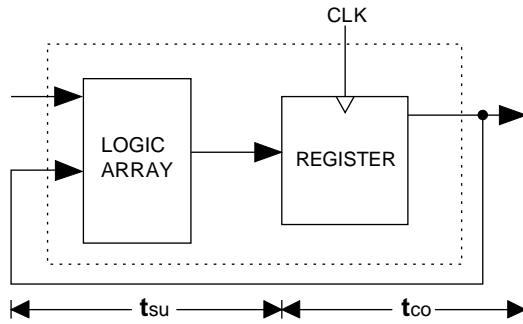 CLK
LOGIC
ARRAY
REGISTER
tsu
tco